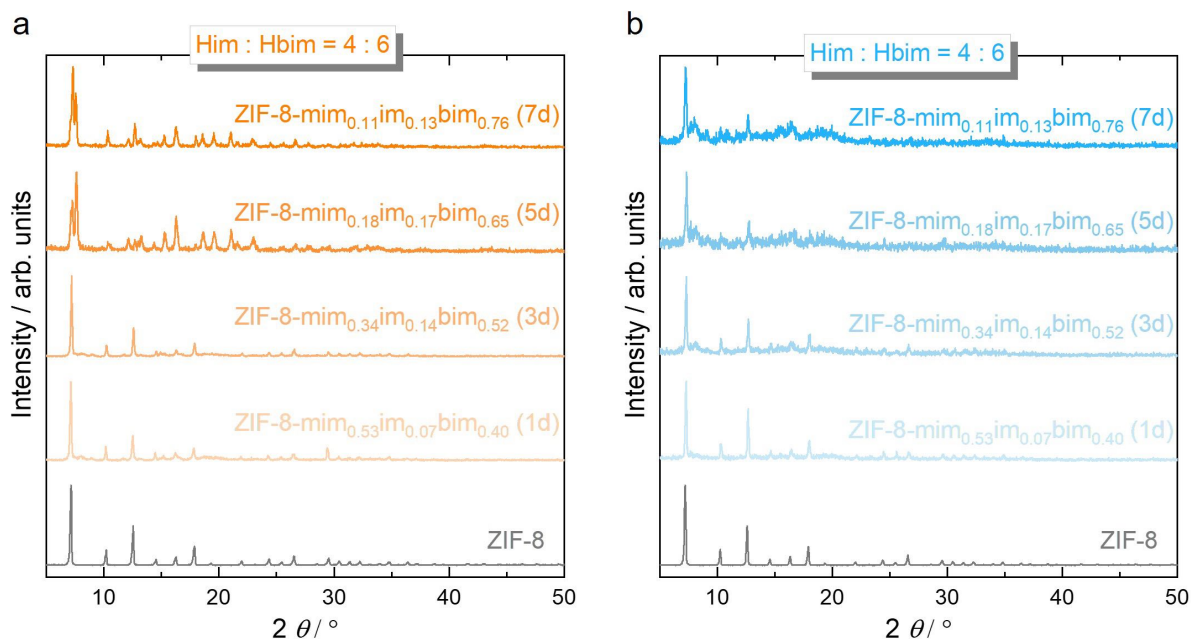 a
Him : Hbim = 4 : 6
ZIF-8-mim0.11im0.13bim0.76 (7d)
ZIF-8-mim0.18im0.17bim0.65 (5d)
ZIF-8-mim0.34im0.14bim0.52 (3d)
ZIF-8-mim0.53im0.07bim0.40 (1d)
ZIF-8
Intensity / arb. units
10 20 30 40 50
2 θ / °
b
Him : Hbim = 4 : 6
ZIF-8-mim0.11im0.13bim0.76 (7d)
ZIF-8-mim0.18im0.17bim0.65 (5d)
ZIF-8-mim0.34im0.14bim0.52 (3d)
ZIF-8-mim0.53im0.07bim0.40 (1d)
ZIF-8
Intensity / arb. units
10 20 30 40 50
2 θ / °